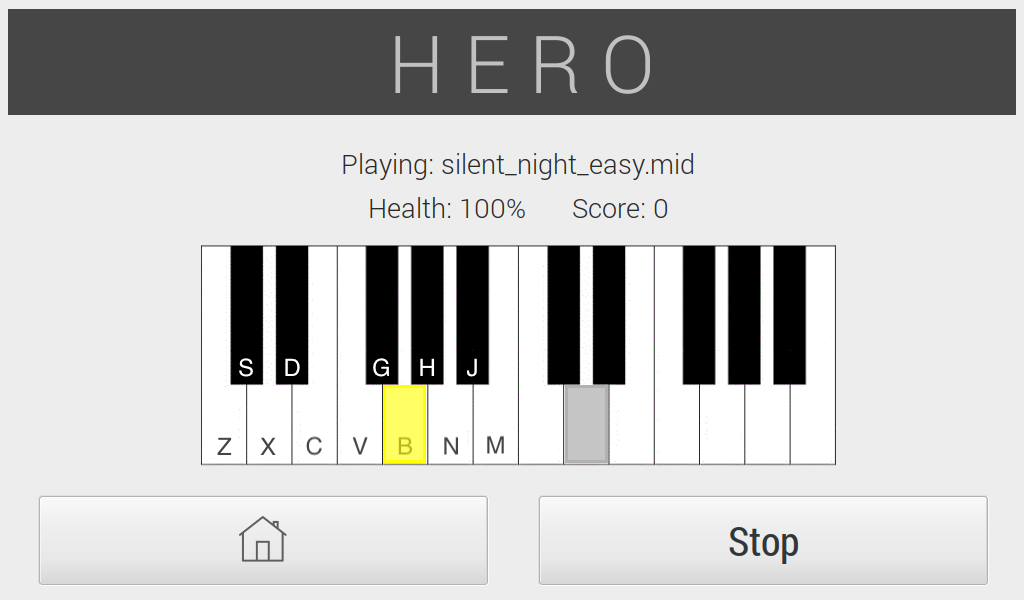 HERO
Playing: silent_night_easy.mid
Health: 100% Score: 0
S D G H J
Z X C V B N M
Stop